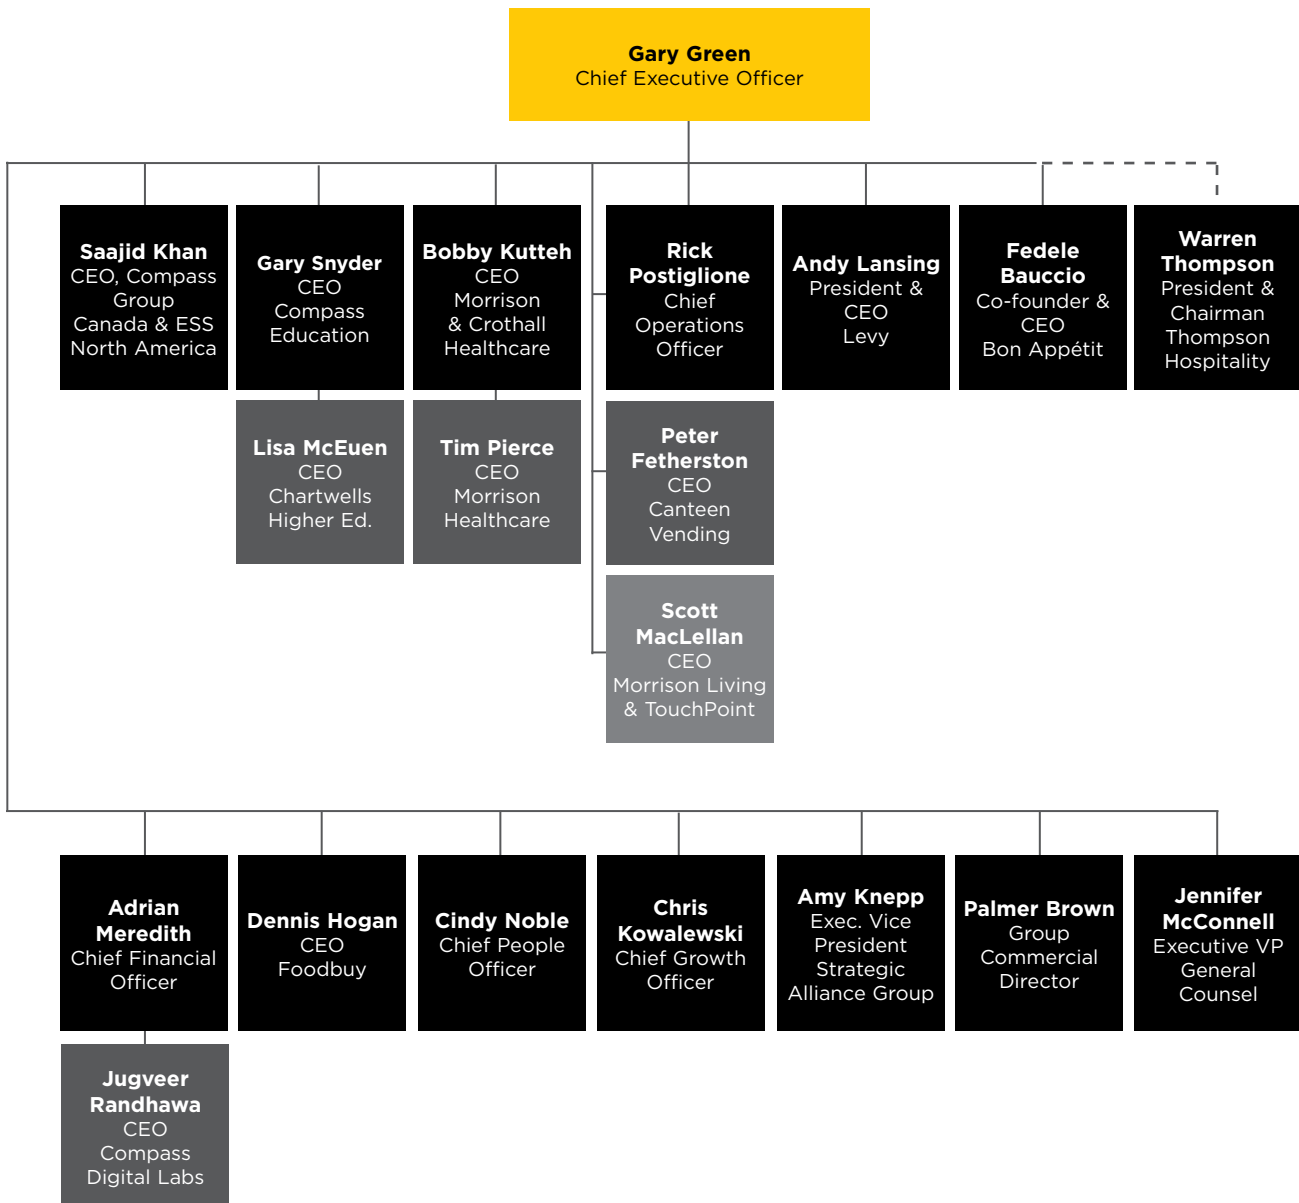 Gary Green
Chief Executive Officer
Saajid Khan
CEO, Compass
Group
Canada & ESS
North America
Gary Snyder
CEO
Compass
Education
Bobby Kutteh
CEO
Morrison
& Crothall
Healthcare
Rick
Postiglione
Chief
Operations
Officer
Andy Lansing
President &
CEO
Levy
Fedele
Bauccio
Co-founder &
CEO
Bon Appétit
Warren
Thompson
President &
Chairman
Thompson
Hospitality
Lisa McEuen
CEO
Chartwells
Higher Ed.
Tim Pierce
CEO
Morrison
Healthcare
Peter
Fetherston
CEO
Canteen
Vending
Scott
MacLellan
CEO
Morrison Living
& TouchPoint
Adrian
Meredith
Chief Financial
Officer
Dennis Hogan
CEO
Foodbuy
Cindy Noble
Chief People
Officer
Chris
Kowalewski
Chief Growth
Officer
Amy Knepp
Exec. Vice
President
Strategic
Alliance Group
Palmer Brown
Group
Commercial
Director
Jennifer
McConnell
Executive VP
General
Counsel
Jugveer
Randhawa
CEO
Compass
Digital Labs